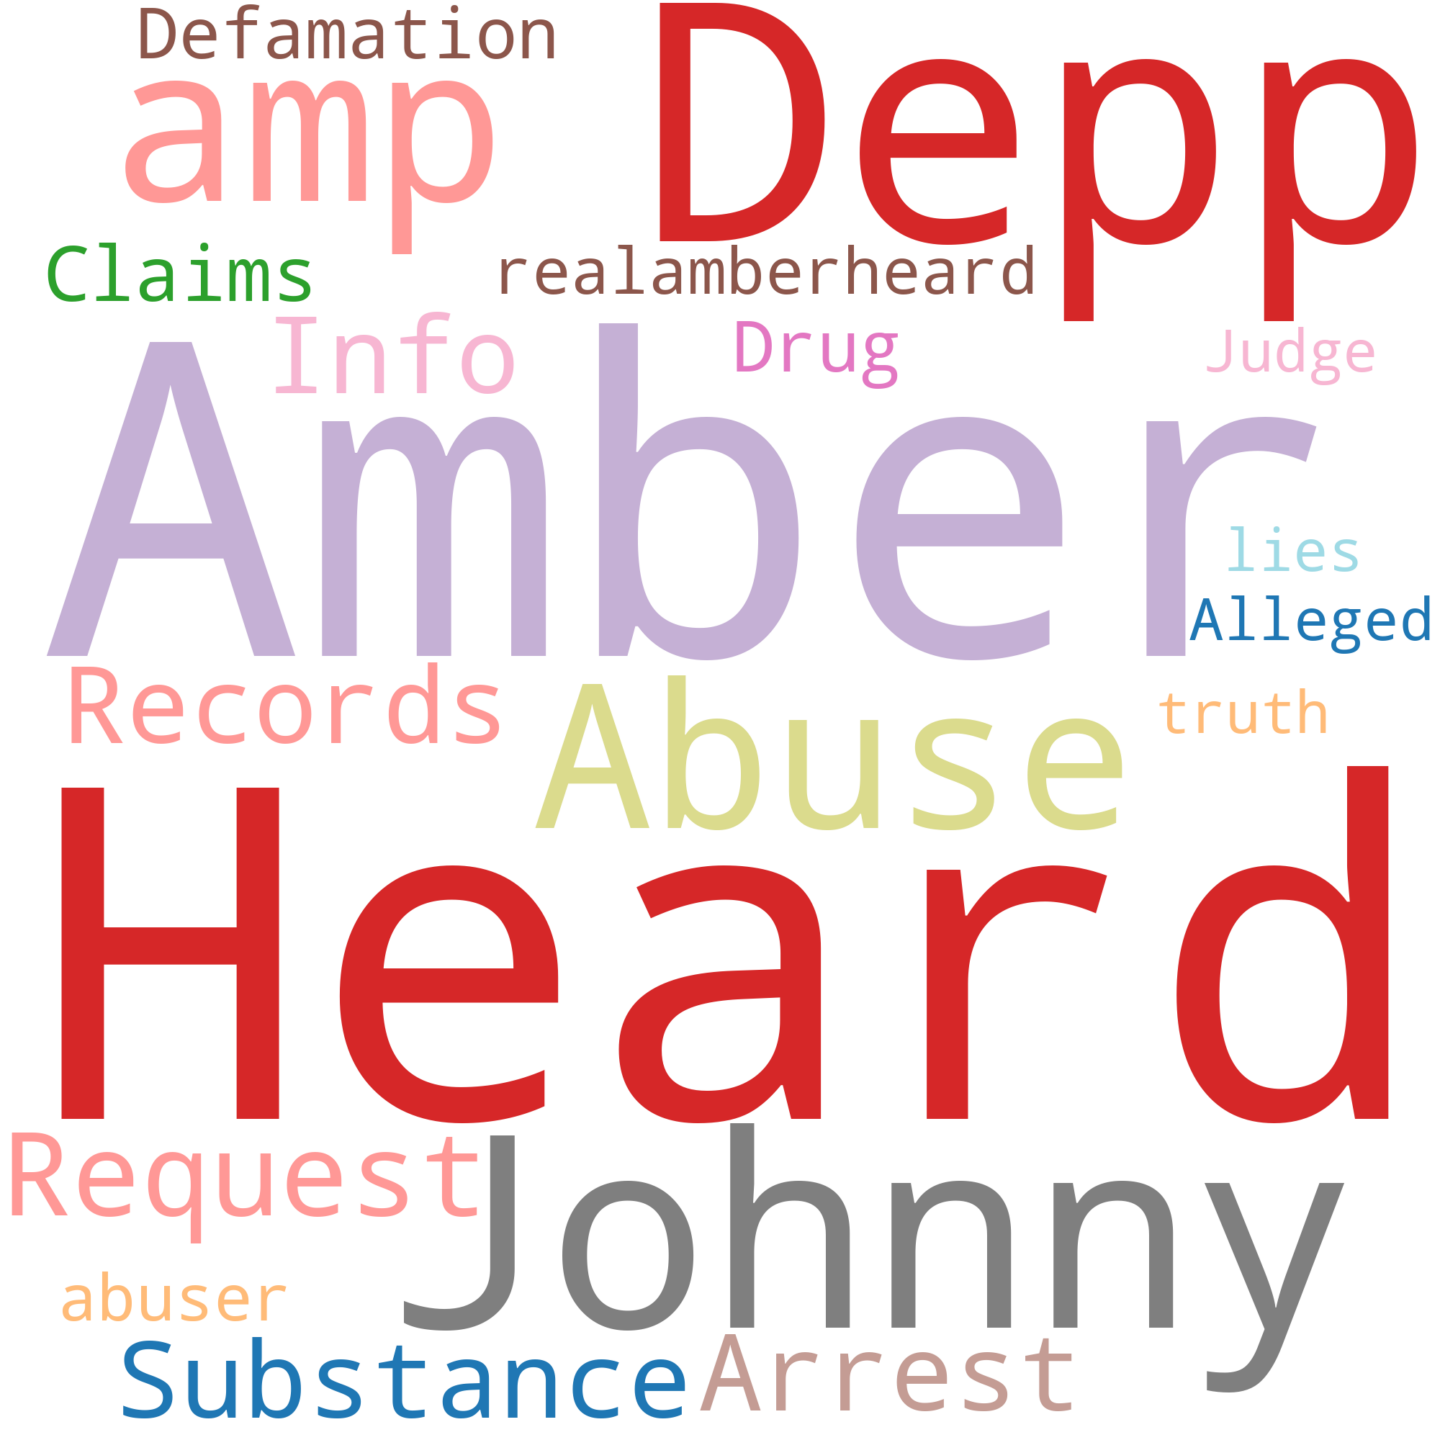 Defamation
Depp
amp
Claims
realamberheard
Info
Drug
Judge
Amber
lies
Alleged
Records
Abuse
truth
Heard
Request
Johnny
abuser
Substance
Arrest